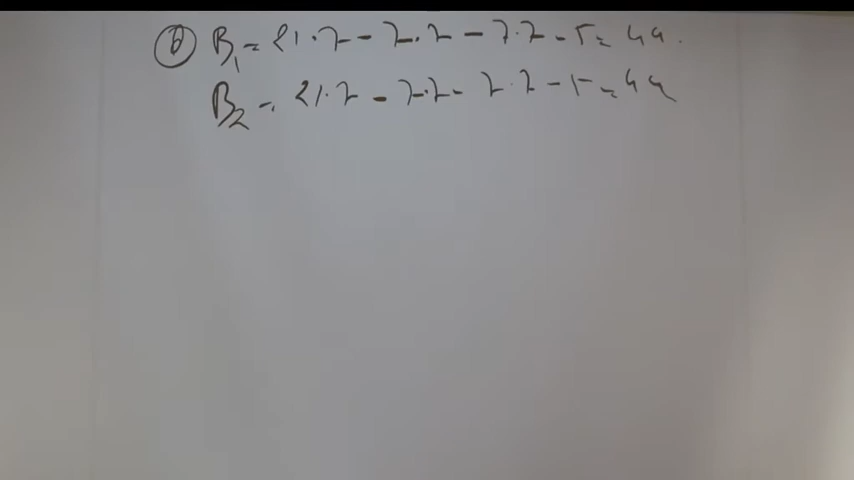 ⓑ B₁ = 21·7 - 7·7 - 7·7 - 5 = 44.
B₂ = 21·7 - 7·7 - 7·7 - 5 = 44